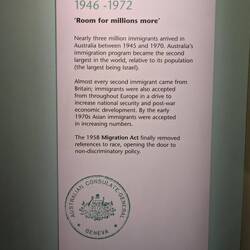 1946 -1972
'Room for millions more'
Nearly three million immigrants arrived in
Australia between 1945 and 1970. Australia's
immigration program became the second
largest in the world, relative to its population
(the largest being Israel).
Almost every second immigrant came from
Britain; immigrants were also accepted
from throughout Europe in a drive to
increase national security and post-war
economic development. By the early
1970s Asian immigrants were accepted
in increasing numbers.
The 1958 Migration Act finally removed
references to race, opening the door to
non-discriminatory policy.
AUSTRALIAN CONSULATE-GENERAL
GENEVA